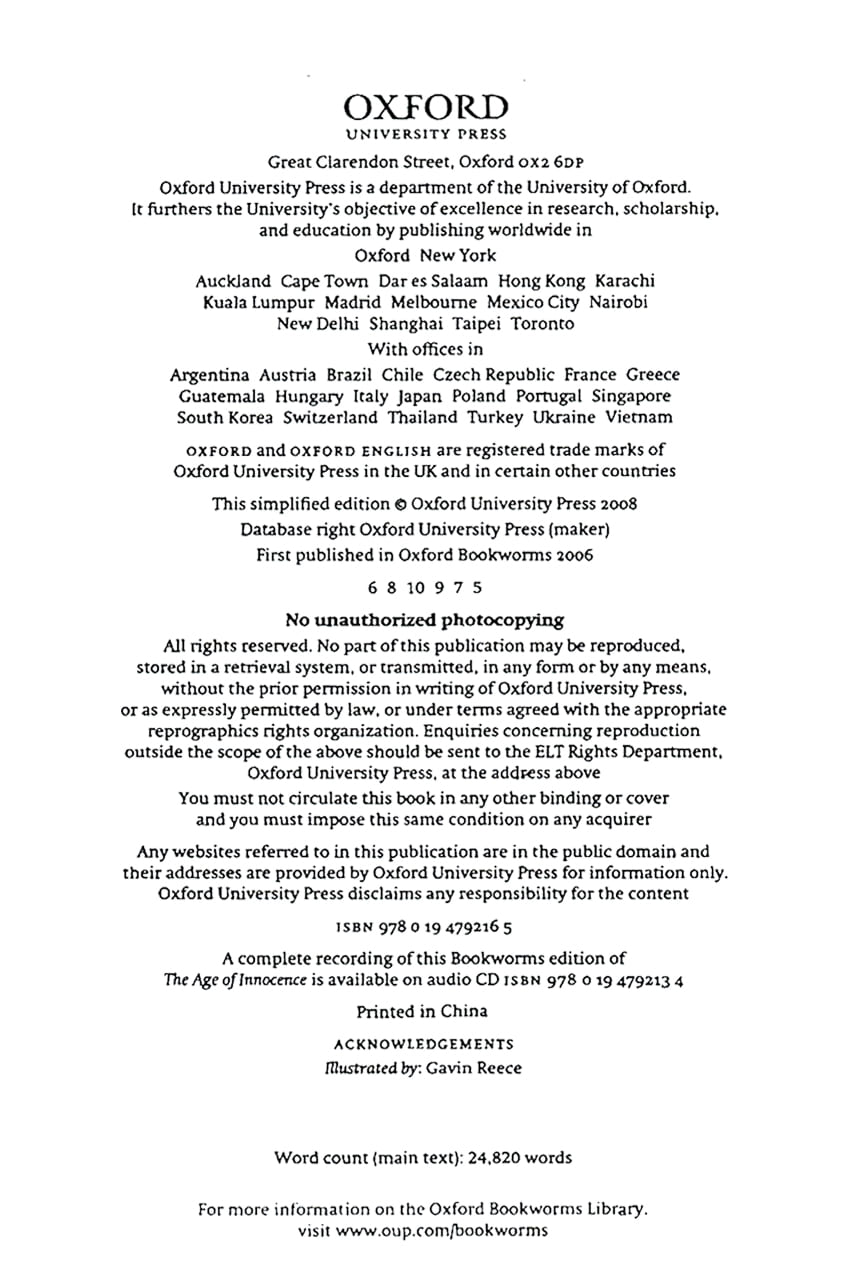 OXFORD
UNIVERSITY PRESS
Great Clarendon Street, Oxford OX2 6DP
Oxford University Press is a department of the University of Oxford.
It furthers the University's objective of excellence in research, scholarship,
and education by publishing worldwide in
Oxford New York
Auckland Cape Town Dar es Salaam Hong Kong Karachi
Kuala Lumpur Madrid Melbourne Mexico City Nairobi
New Delhi Shanghai Taipei Toronto
With offices in
Argentina Austria Brazil Chile Czech Republic France Greece
Guatemala Hungary Italy Japan Poland Portugal Singapore
South Korea Switzerland Thailand Turkey Ukraine Vietnam
OXFORD and OXFORD ENGLISH are registered trade marks of
Oxford University Press in the UK and in certain other countries
This simplified edition © Oxford University Press 2008
Database right Oxford University Press (maker)
First published in Oxford Bookworms 2006
6 8 10 9 7 5
No unauthorized photocopying
All rights reserved. No part of this publication may be reproduced,
stored in a retrieval system, or transmitted, in any form or by any means,
without the prior permission in writing of Oxford University Press,
or as expressly permitted by law, or under terms agreed with the appropriate
reprographics rights organization. Enquiries concerning reproduction
outside the scope of the above should be sent to the ELT Rights Department,
Oxford University Press, at the address above
You must not circulate this book in any other binding or cover
and you must impose this same condition on any acquirer
Any websites referred to in this publication are in the public domain and
their addresses are provided by Oxford University Press for information only.
Oxford University Press disclaims any responsibility for the content
ISBN 978 0 19 479216 5
A complete recording of this Bookworms edition of
The Age of Innocence is available on audio CD ISBN 978 0 19 479213 4
Printed in China
ACKNOWLEDGEMENTS
Illustrated by: Gavin Reece
Word count (main text): 24,820 words
For more information on the Oxford Bookworms Library,
visit www.oup.com/bookworms